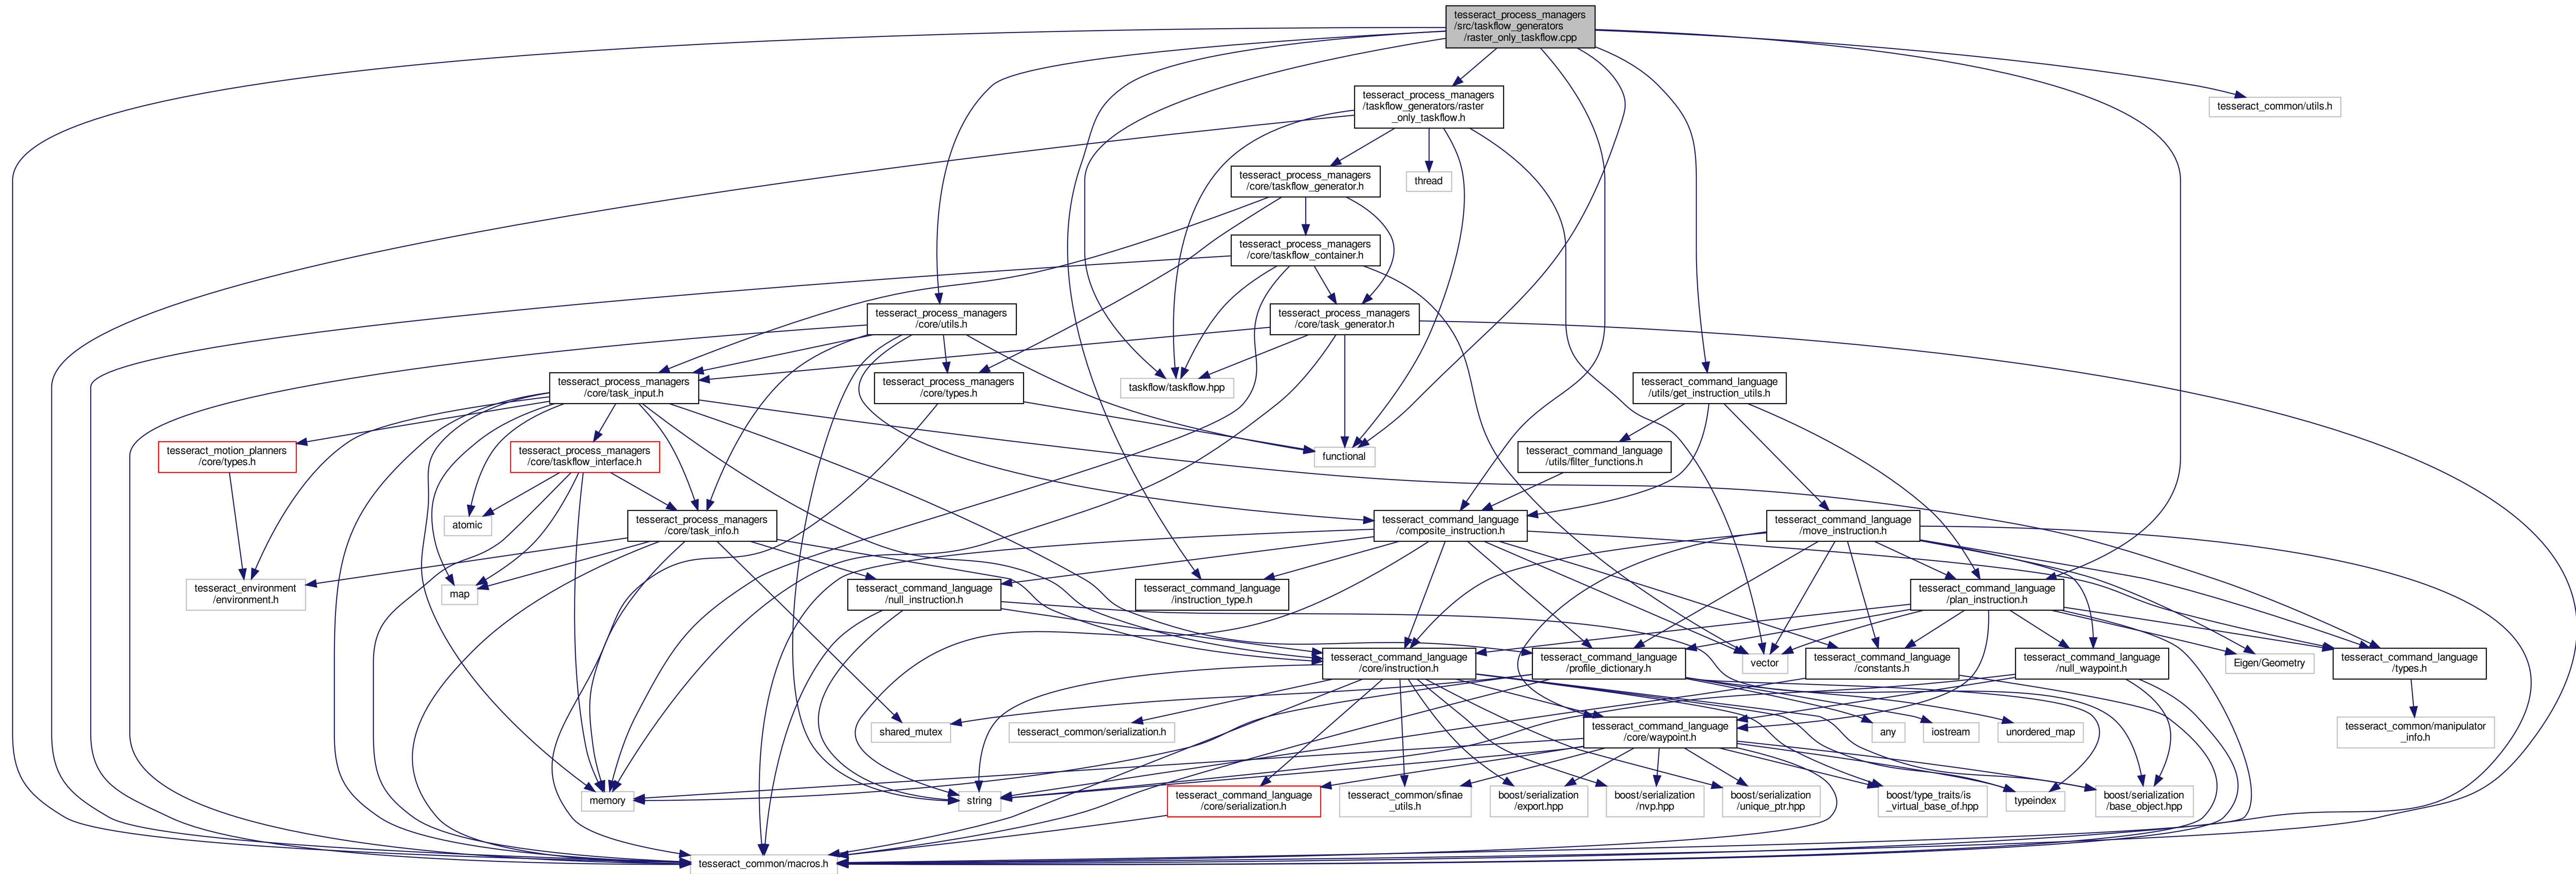 tesseract_process_managers
/src/taskflow_generators
/raster_only_taskflow.cpp
tesseract_process_managers
/taskflow_generators/raster
_only_taskflow.h
tesseract_common/utils.h
tesseract_process_managers
/core/taskflow_generator.h
thread
tesseract_process_managers
/core/taskflow_container.h
tesseract_process_managers
/core/utils.h
tesseract_process_managers
/core/task_generator.h
tesseract_process_managers
/core/task_input.h
tesseract_process_managers
/core/types.h
taskflow/taskflow.hpp
tesseract_command_language
/utils/get_instruction_utils.h
tesseract_motion_planners
/core/types.h
tesseract_process_managers
/core/taskflow_interface.h
functional
tesseract_command_language
/utils/filter_functions.h
atomic
tesseract_process_managers
/core/task_info.h
tesseract_command_language
/composite_instruction.h
tesseract_command_language
/move_instruction.h
tesseract_environment
/environment.h
map
tesseract_command_language
/null_instruction.h
tesseract_command_language
/instruction_type.h
tesseract_command_language
/plan_instruction.h
tesseract_command_language
/core/instruction.h
tesseract_command_language
/profile_dictionary.h
vector
tesseract_command_language
/constants.h
tesseract_command_language
/null_waypoint.h
Eigen/Geometry
tesseract_command_language
/types.h
shared_mutex
tesseract_common/serialization.h
tesseract_command_language
/core/waypoint.h
any
iostream
unordered_map
tesseract_common/manipulator
_info.h
memory
string
tesseract_command_language
/core/serialization.h
tesseract_common/sfinae
_utils.h
boost/serialization
/export.hpp
boost/serialization
/nvp.hpp
boost/serialization
/unique_ptr.hpp
boost/type_traits/is
_virtual_base_of.hpp
typeindex
boost/serialization
/base_object.hpp
tesseract_common/macros.h